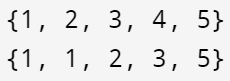 {1, 2, 3, 4, 5}
{1, 1, 2, 3, 5}